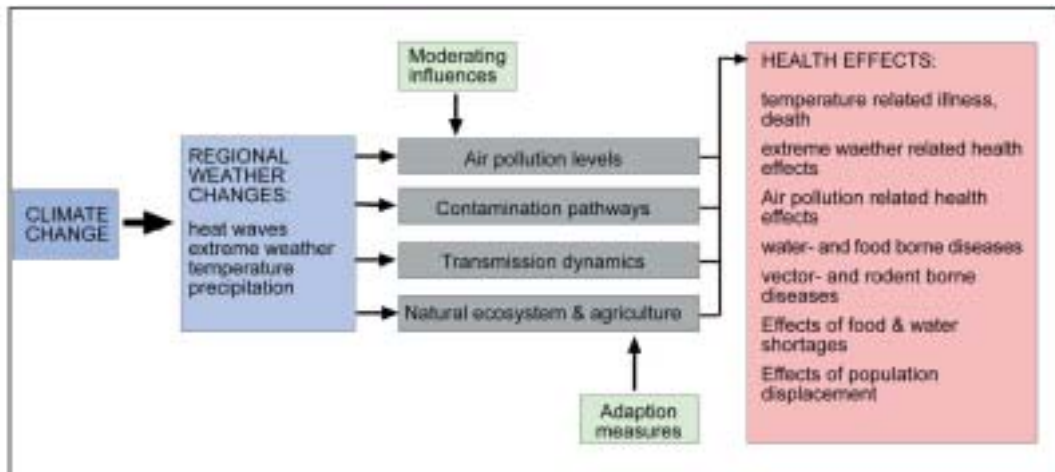 CLIMATE
CHANGE
REGIONAL
WEATHER
CHANGES:
heat waves
extreme weather
temperature
precipitation
Moderating
influences
Air pollution levels
Contamination pathways
Transmission dynamics
Natural ecosystem & agriculture
Adaption
measures
HEALTH EFFECTS:
temperature related illness,
death
extreme waether related health
effects
Air pollution related health
effects
water- and food borne diseases
vector- and rodent borne
diseases
Effects of food & water
shortages
Effects of population
displacement